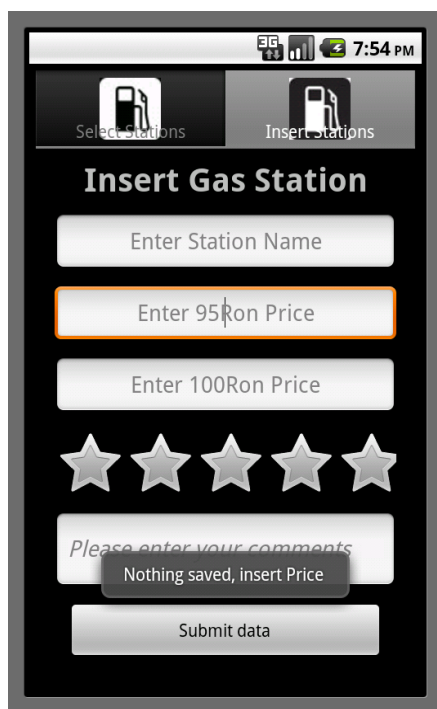 3G 7:54 PM
Select Stations
Insert Stations
Insert Gas Station
Enter Station Name
Enter 95Ron Price
Enter 100Ron Price
Please enter your comments
Nothing saved, insert Price
Submit data